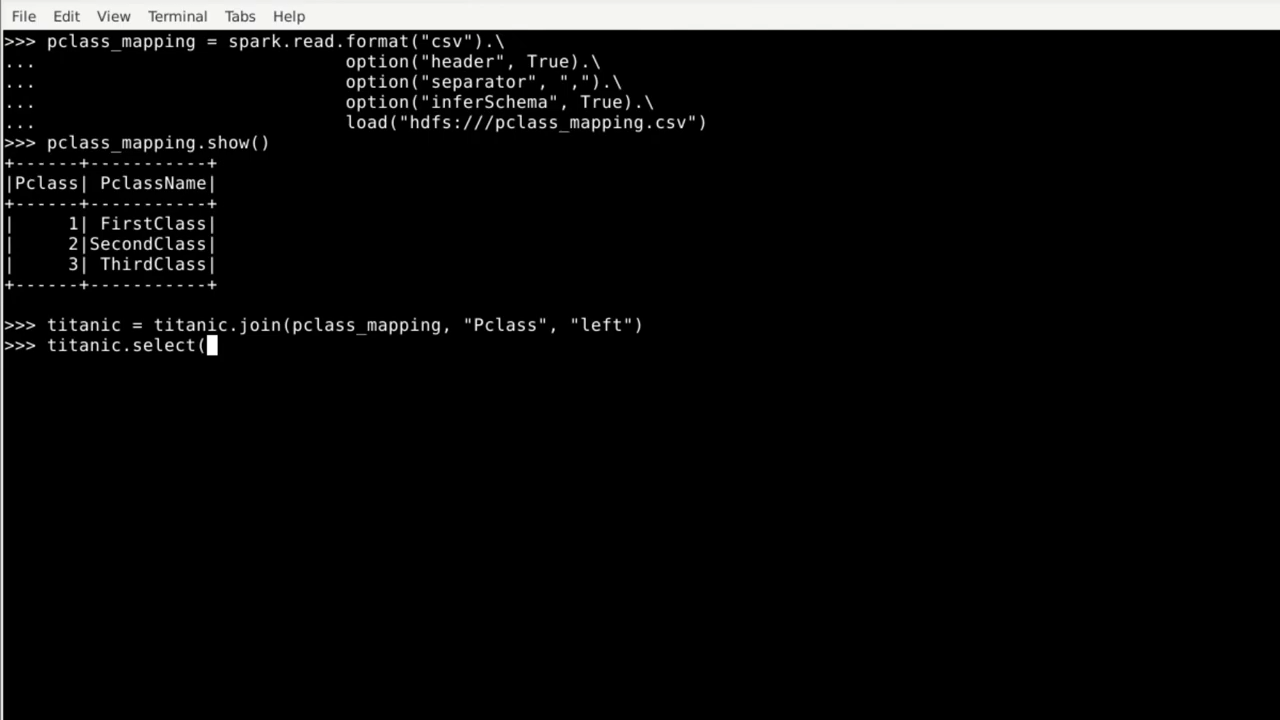 File Edit View Terminal Tabs Help
>>> pclass_mapping = spark.read.format("csv").\
...                             option("header", True).\
...                             option("separator", ",").\
...                             option("inferSchema", True).\
...                             load("hdfs:///pclass_mapping.csv")
>>> pclass_mapping.show()
+------+-----------+
|Pclass| PclassName|
+------+-----------+
|     1| FirstClass|
|     2|SecondClass|
|     3| ThirdClass|
+------+-----------+
>>> titanic = titanic.join(pclass_mapping, "Pclass", "left")
>>> titanic.select(